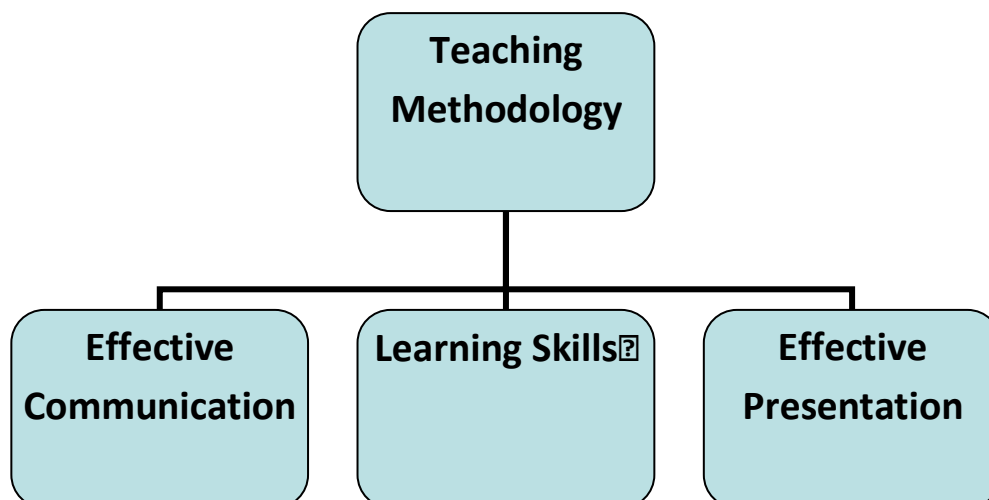 Teaching
Methodology
Effective
Communication
Learning Skills
Effective
Presentation